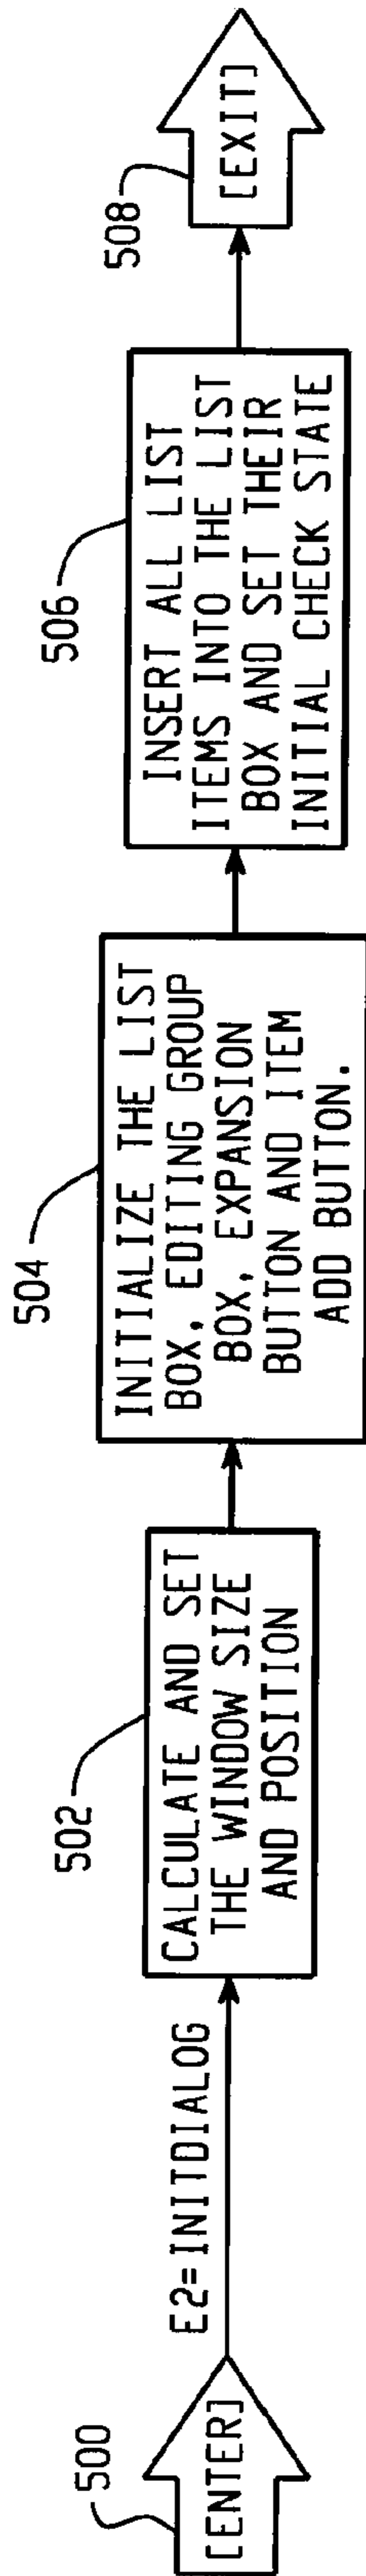 500
[ENTER]
E2=INITDIALOG
502
CALCULATE AND SET
THE WINDOW SIZE
AND POSITION
504
INITIALIZE THE LIST
BOX, EDITING GROUP
BOX, EXPANSION
BUTTON AND ITEM
ADD BUTTON.
506
INSERT ALL LIST
ITEMS INTO THE LIST
BOX AND SET THEIR
INITIAL CHECK STATE
508
[EXIT]